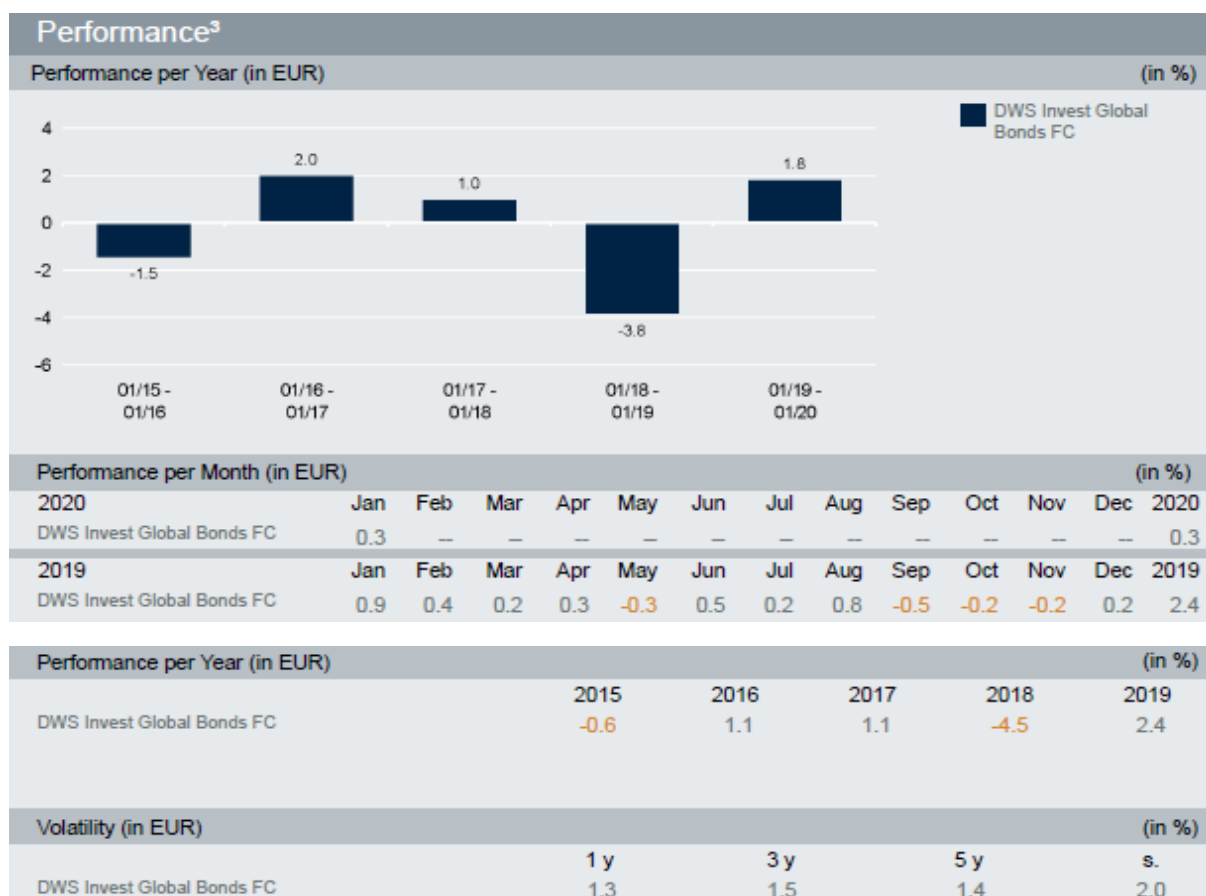 Performance³
Performance per Year (in EUR) (in %)
DWS Invest Global
Bonds FC
4
2
0
-2
-4
-6
-1.5
2.0
1.0
-3.8
1.8
01/15 - 01/16 - 01/17 - 01/18 - 01/19 -
01/16 01/17 01/18 01/19 01/20
Performance per Month (in EUR) (in %)
2020 Jan Feb Mar Apr May Jun Jul Aug Sep Oct Nov Dec 2020
DWS Invest Global Bonds FC 0.3 -- -- -- -- -- -- -- -- -- -- -- 0.3
2019 Jan Feb Mar Apr May Jun Jul Aug Sep Oct Nov Dec 2019
DWS Invest Global Bonds FC 0.9 0.4 0.2 0.3 -0.3 0.5 0.2 0.8 -0.5 -0.2 -0.2 0.2 2.4
Performance per Year (in EUR) (in %)
2015 2016 2017 2018 2019
DWS Invest Global Bonds FC -0.6 1.1 1.1 -4.5 2.4
Volatility (in EUR) (in %)
1 y 3 y 5 y s.
DWS Invest Global Bonds FC 1.3 1.5 1.4 2.0